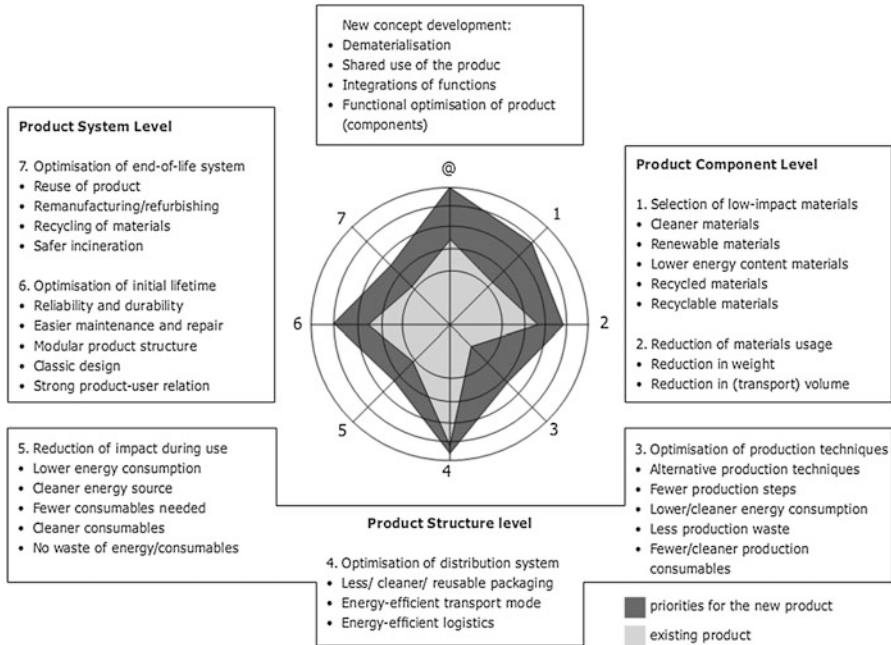 New concept development:
• Dematerialisation
• Shared use of the produc
• Integrations of functions
• Functional optimisation of product
(components)
Product System Level
7. Optimisation of end-of-life system
• Reuse of product
• Remanufacturing/refurbishing
• Recycling of materials
• Safer incineration
6. Optimisation of initial lifetime
• Reliability and durability
• Easier maintenance and repair
• Modular product structure
• Classic design
• Strong product-user relation
@
1
2
3
4
5
6
7
Product Component Level
1. Selection of low-impact materials
• Cleaner materials
• Renewable materials
• Lower energy content materials
• Recycled materials
• Recyclable materials
2. Reduction of materials usage
• Reduction in weight
• Reduction in (transport) volume
5. Reduction of impact during use
• Lower energy consumption
• Cleaner energy source
• Fewer consumables needed
• Cleaner consumables
• No waste of energy/consumables
Product Structure level
4. Optimisation of distribution system
• Less/ cleaner/ reusable packaging
• Energy-efficient transport mode
• Energy-efficient logistics
3. Optimisation of production techniques
• Alternative production techniques
• Fewer production steps
• Lower/cleaner energy consumption
• Less production waste
• Fewer/cleaner production
consumables
priorities for the new product
existing product